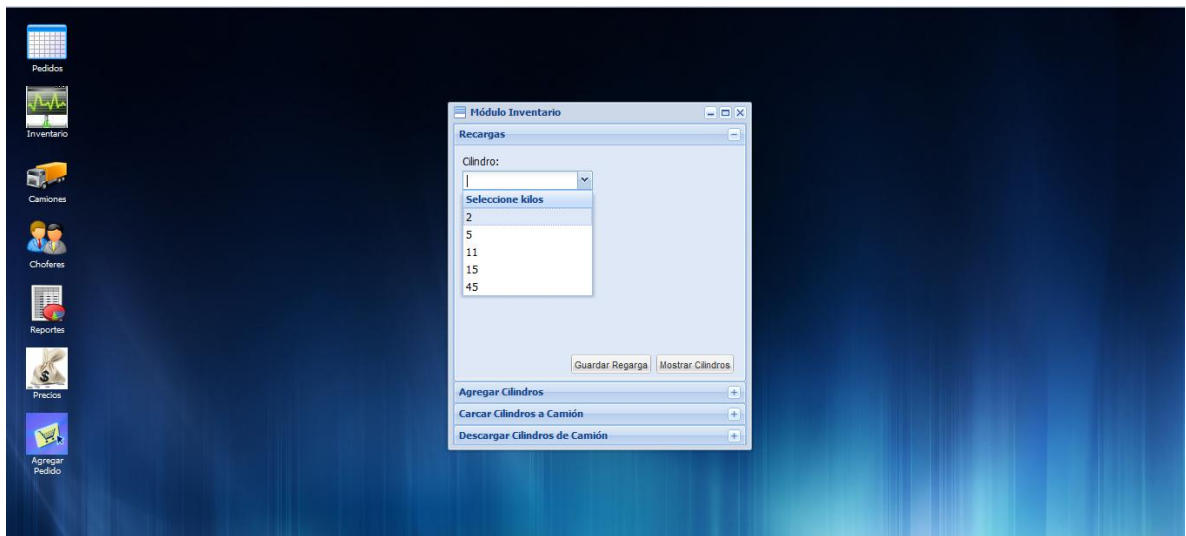 Pedidos
Inventario
Camiones
Choferes
Reportes
Precios
Agregar
Pedido
Módulo Inventario
Recargas
Cilindro:
Seleccione kilos
2
5
11
15
45
Guardar Regarga Mostrar Cilindros
Agregar Cilindros
Carcar Cilindros a Camión
Descargar Cilindros de Camión